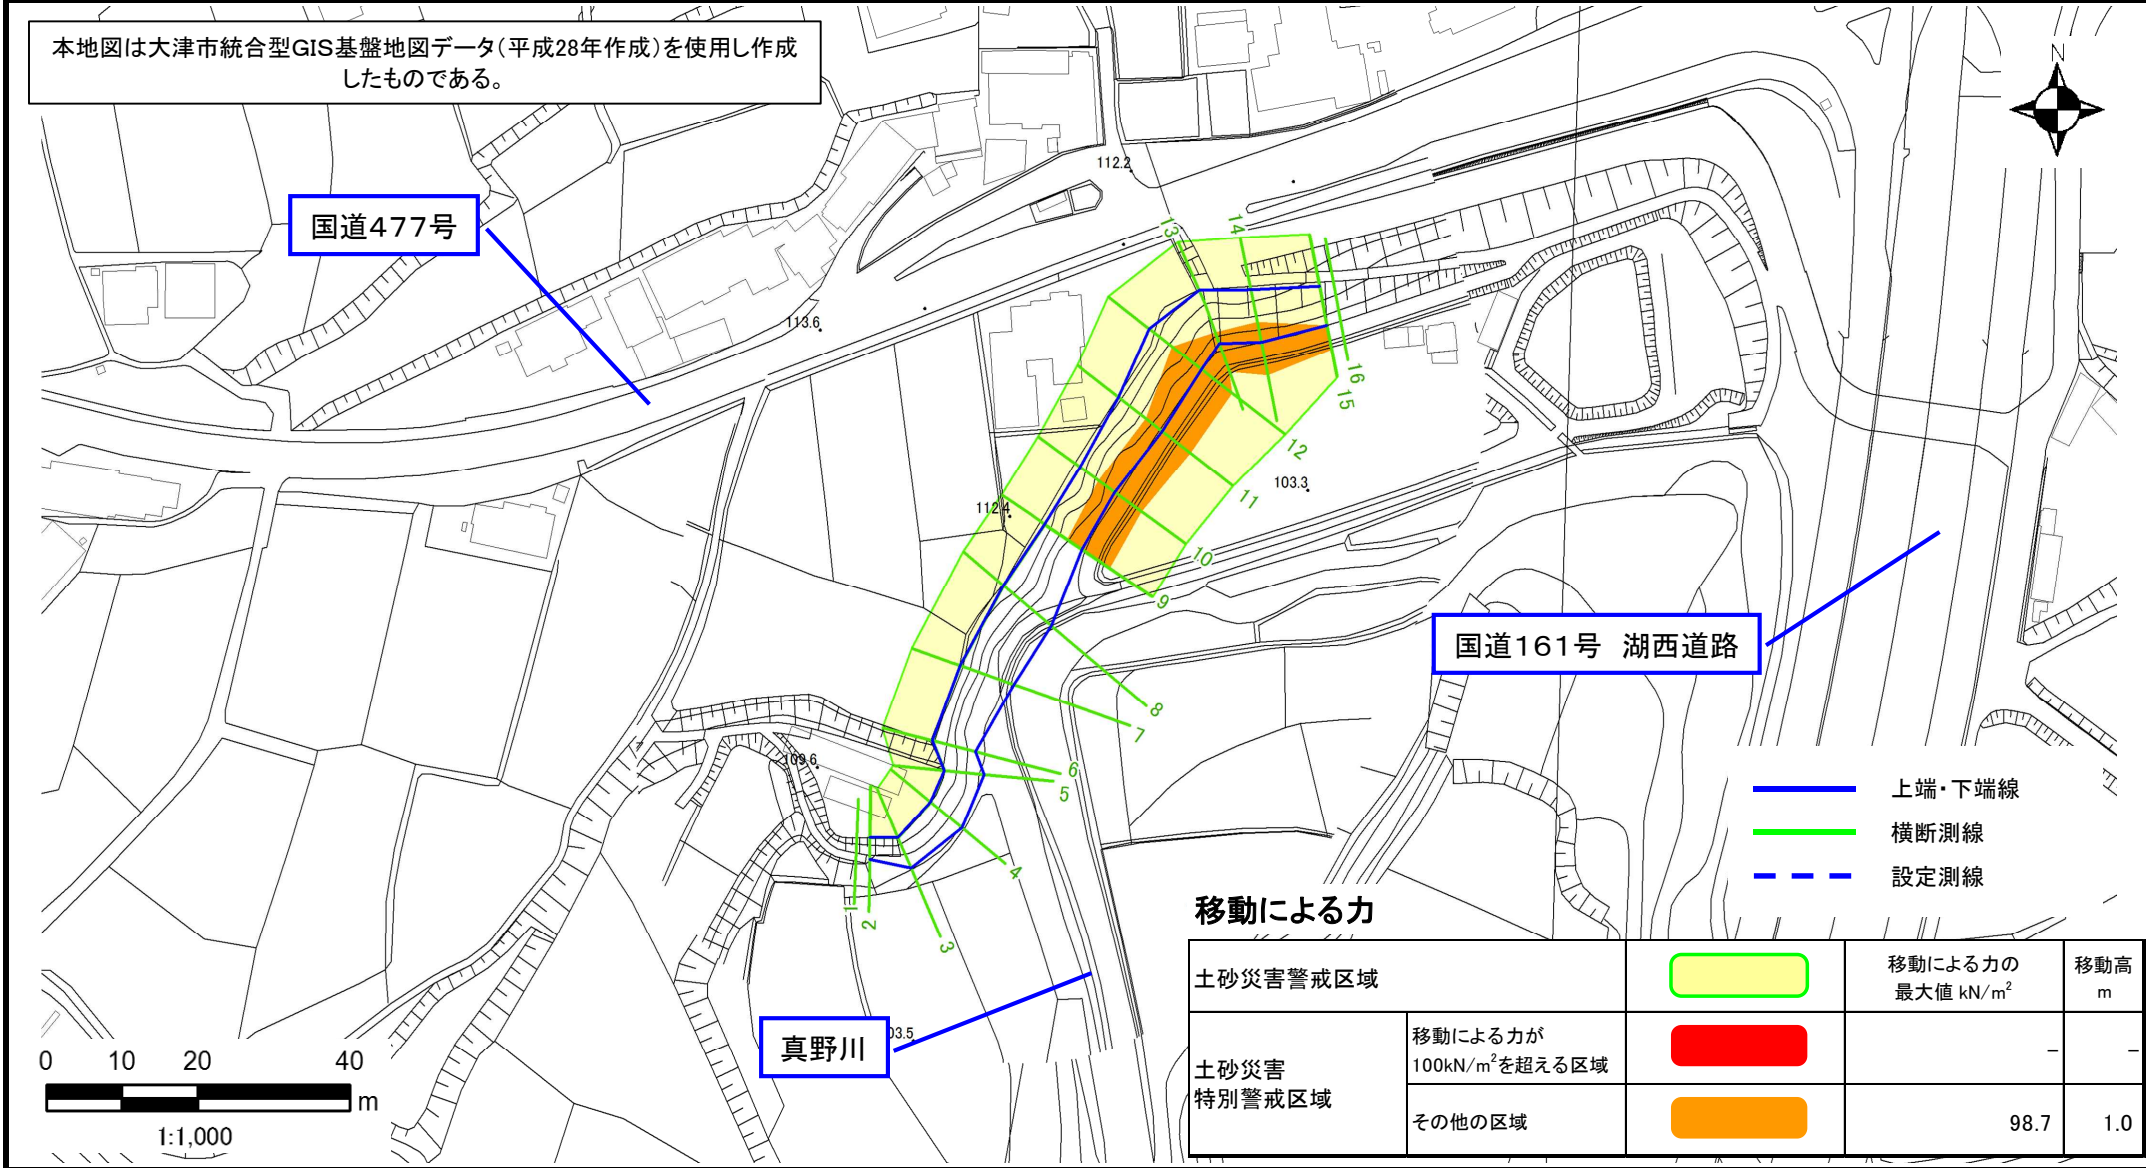 本地図は大津市統合型GIS基盤地図データ(平成28年作成)を使用し作成
したものである。
N
国道477号
112.2
113.6
13
14
16
15
12
11
103.3
112.4
10
9
8
7
6
5
109.6
4
3
2
1
国道161号 湖西道路
上端・下端線
横断測線
設定測線
真野川
03.5
移動による力
土砂災害警戒区域
移動による力の
最大値 kN/m²
移動高
m
土砂災害
特別警戒区域
移動による力が
100kN/m²を超える区域
–
–
その他の区域
98.7
1.0
0 10 20 40
m
1:1,000